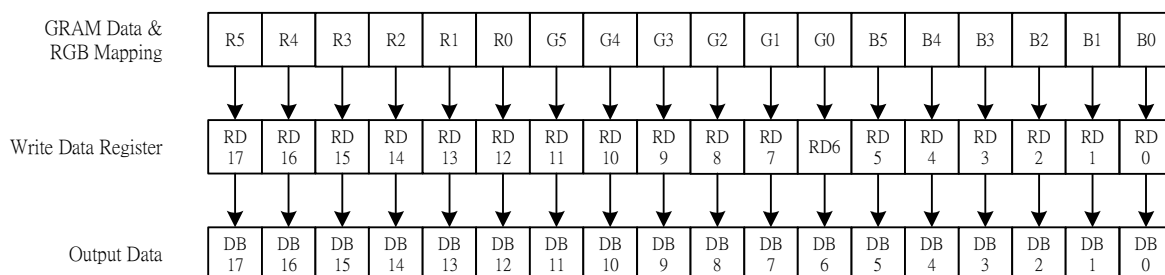 GRAM Data &
RGB Mapping
R5 R4 R3 R2 R1 R0 G5 G4 G3 G2 G1 G0 B5 B4 B3 B2 B1 B0
Write Data Register
RD RD RD RD RD RD RD RD RD RD RD RD6 RD RD RD RD RD RD
17 16 15 14 13 12 11 10 9 8 7 5 4 3 2 1 0
Output Data
DB DB DB DB DB DB DB DB DB DB DB DB DB DB DB DB DB DB
17 16 15 14 13 12 11 10 9 8 7 6 5 4 3 2 1 0